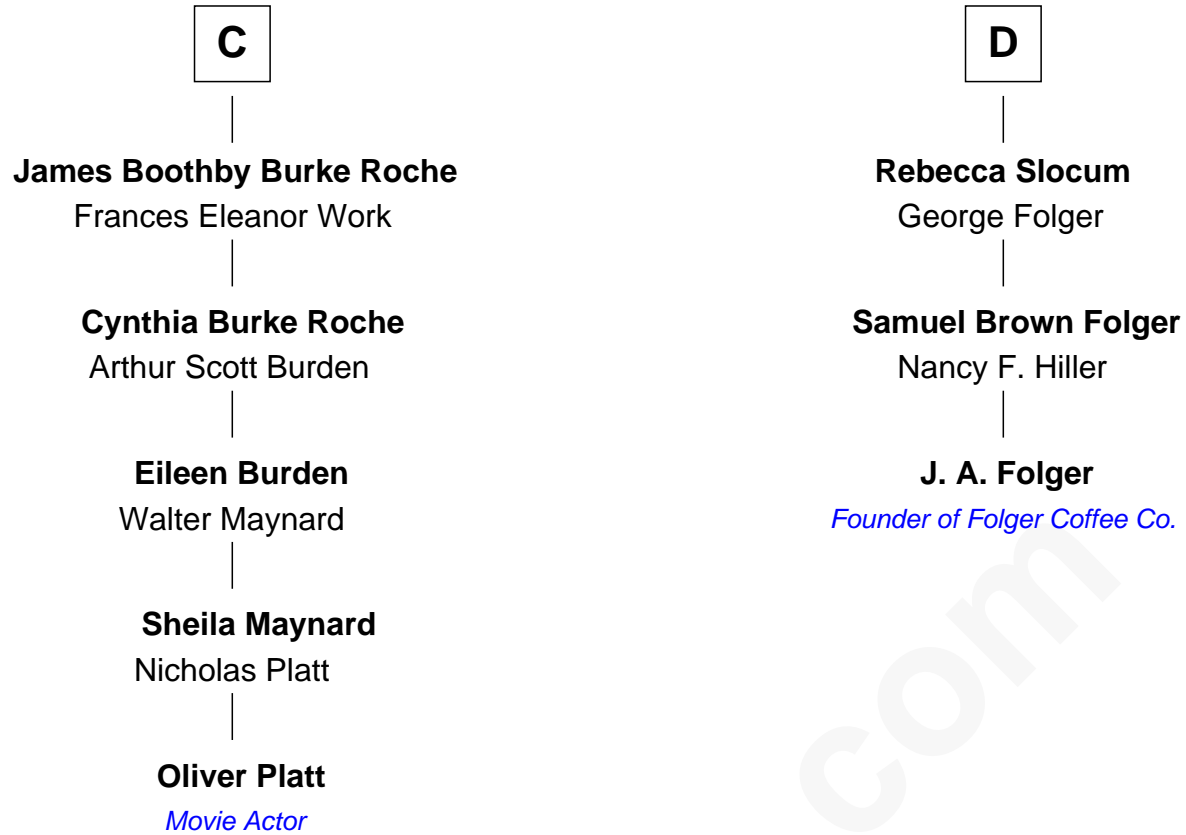 C
James Boothby Burke Roche
Frances Eleanor Work
Cynthia Burke Roche
Arthur Scott Burden
Eileen Burden
Walter Maynard
Sheila Maynard
Nicholas Platt
Oliver Platt
Movie Actor
D
Rebecca Slocum
George Folger
Samuel Brown Folger
Nancy F. Hiller
J. A. Folger
Founder of Folger Coffee Co.
com